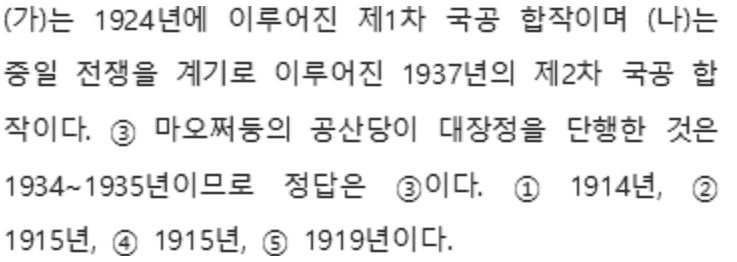 (가)는 1924년에 이루어진 제1차 국공 합작이며 (나)는
중일 전쟁을 계기로 이루어진 1937년의 제2차 국공 합
작이다. ③ 마오쩌둥의 공산당이 대장정을 단행한 것은
1934~1935년이므로 정답은 ③이다. ① 1914년, ②
1915년, ④ 1915년, ⑤ 1919년이다.